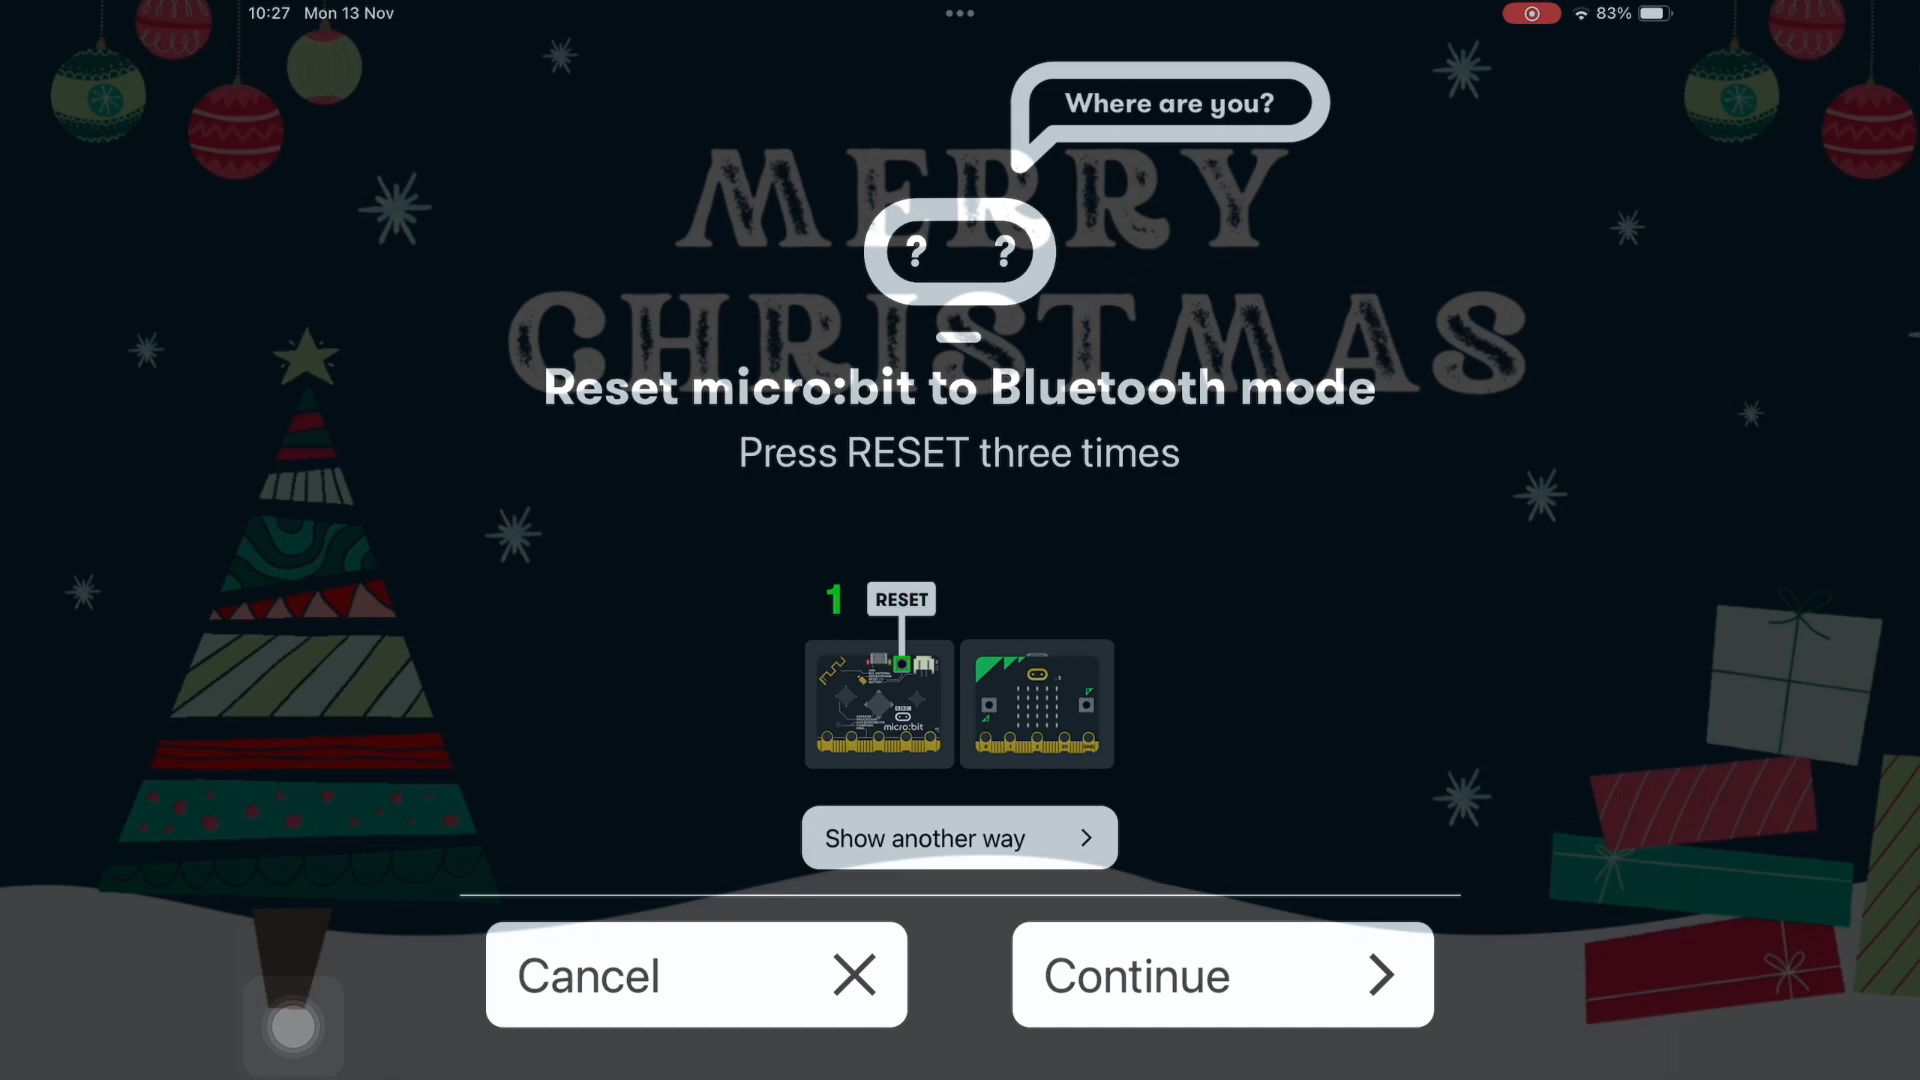 10:27 Mon 13 Nov
83%
Where are you?
MERRY
? ?
CHRISTMAS
Reset micro:bit to Bluetooth mode
Press RESET three times
1 RESET
BBC
micro:bit
Show another way
Cancel
Continue